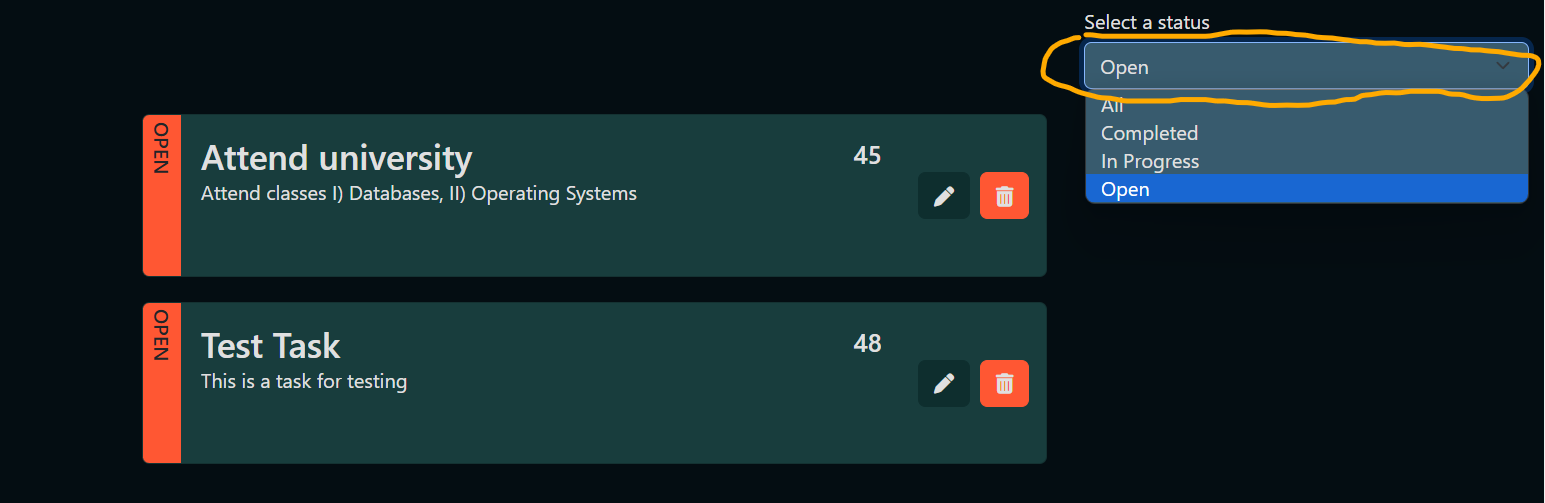 Select a status
Open
All
Completed
In Progress
Open
OPEN
Attend university
45
Attend classes I) Databases, II) Operating Systems
OPEN
Test Task
48
This is a task for testing